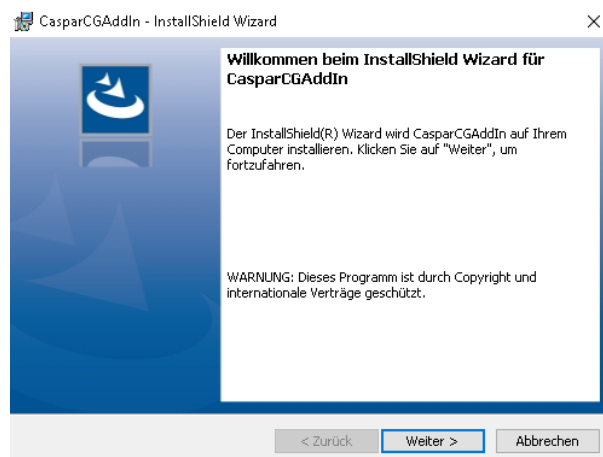 CasparCGAddIn - InstallShield Wizard
Willkommen beim InstallShield Wizard für
CasparCGAddIn
Der InstallShield(R) Wizard wird CasparCGAddIn auf Ihrem
Computer installieren. Klicken Sie auf "Weiter", um
fortzufahren.
WARNUNG: Dieses Programm ist durch Copyright und
internationale Verträge geschützt.
< Zurück
Weiter >
Abbrechen